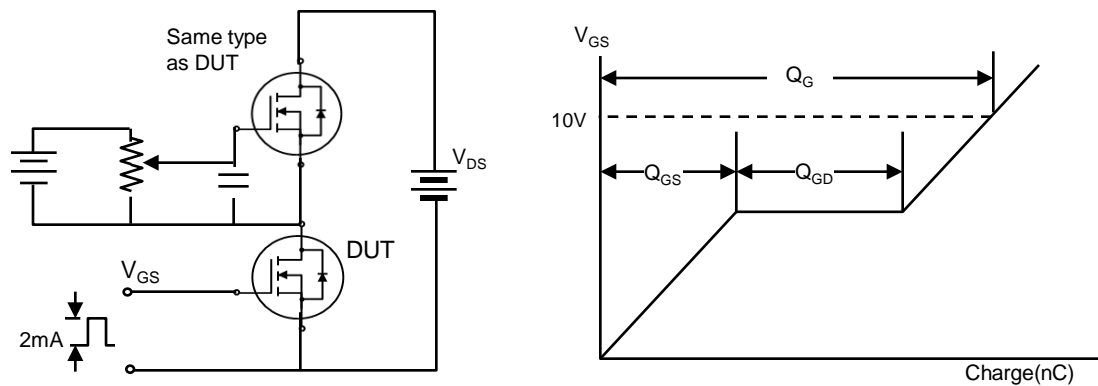 Same type
as DUT
V_DS
DUT
V_GS
2mA
V_GS
Q_G
10V
Q_GS
Q_GD
Charge(nC)